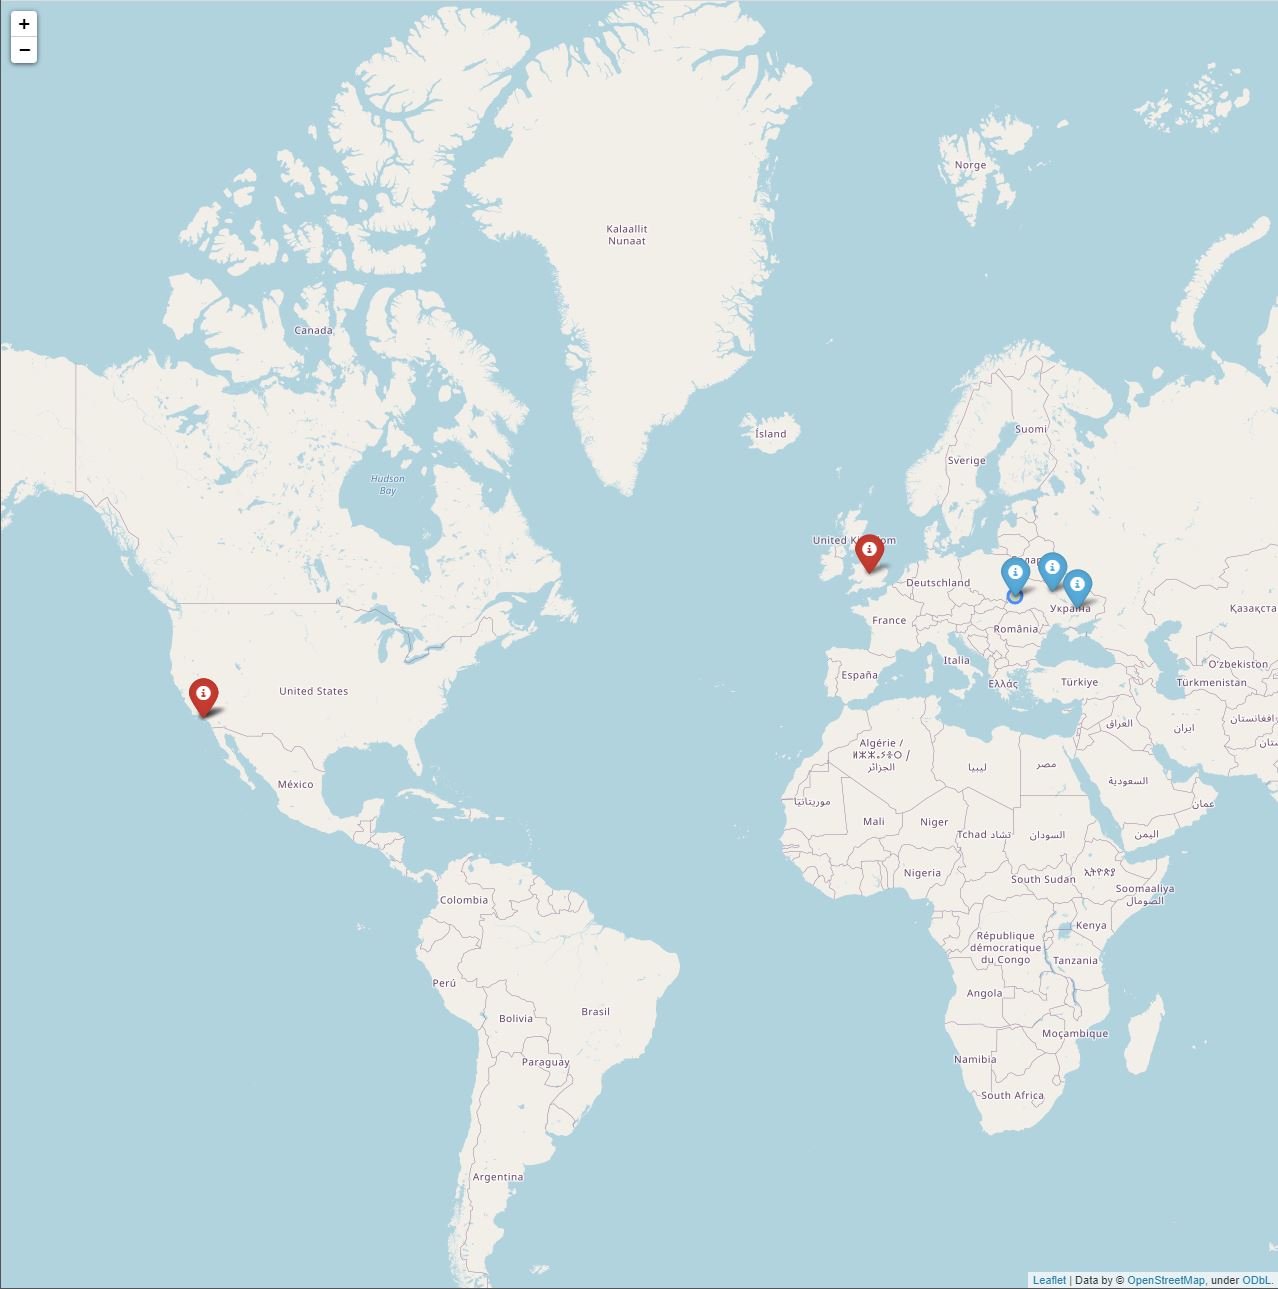 +
−
Norge
Kalaallit
Nunaat
Canada
Ísland
Suomi
Sverige
Hudson
Bay
Deutschland
Україна
Қазақста
France
România
United States
España
Italia
Ελλάς
Türkiye
O'zbekiston
Türkmenistan
العراق
ایران
افغانستان
Algérie /
ⵍⵣⵣⴰⵢⴻⵔ /
الجزائر
México
ليبيا
مصر
السعودية
موريتانيا
عمان
Mali
Niger
Tchad تشاد
السودان
اليمن
Nigeria
South Sudan
ኢትዮጵያ
Soomaaliya
الصومال
Colombia
Kenya
République
démocratique
du Congo
Tanzania
Perú
Angola
Brasil
Bolivia
Moçambique
Paraguay
Namibia
South Africa
Argentina
Leaflet | Data by © OpenStreetMap, under ODbL.